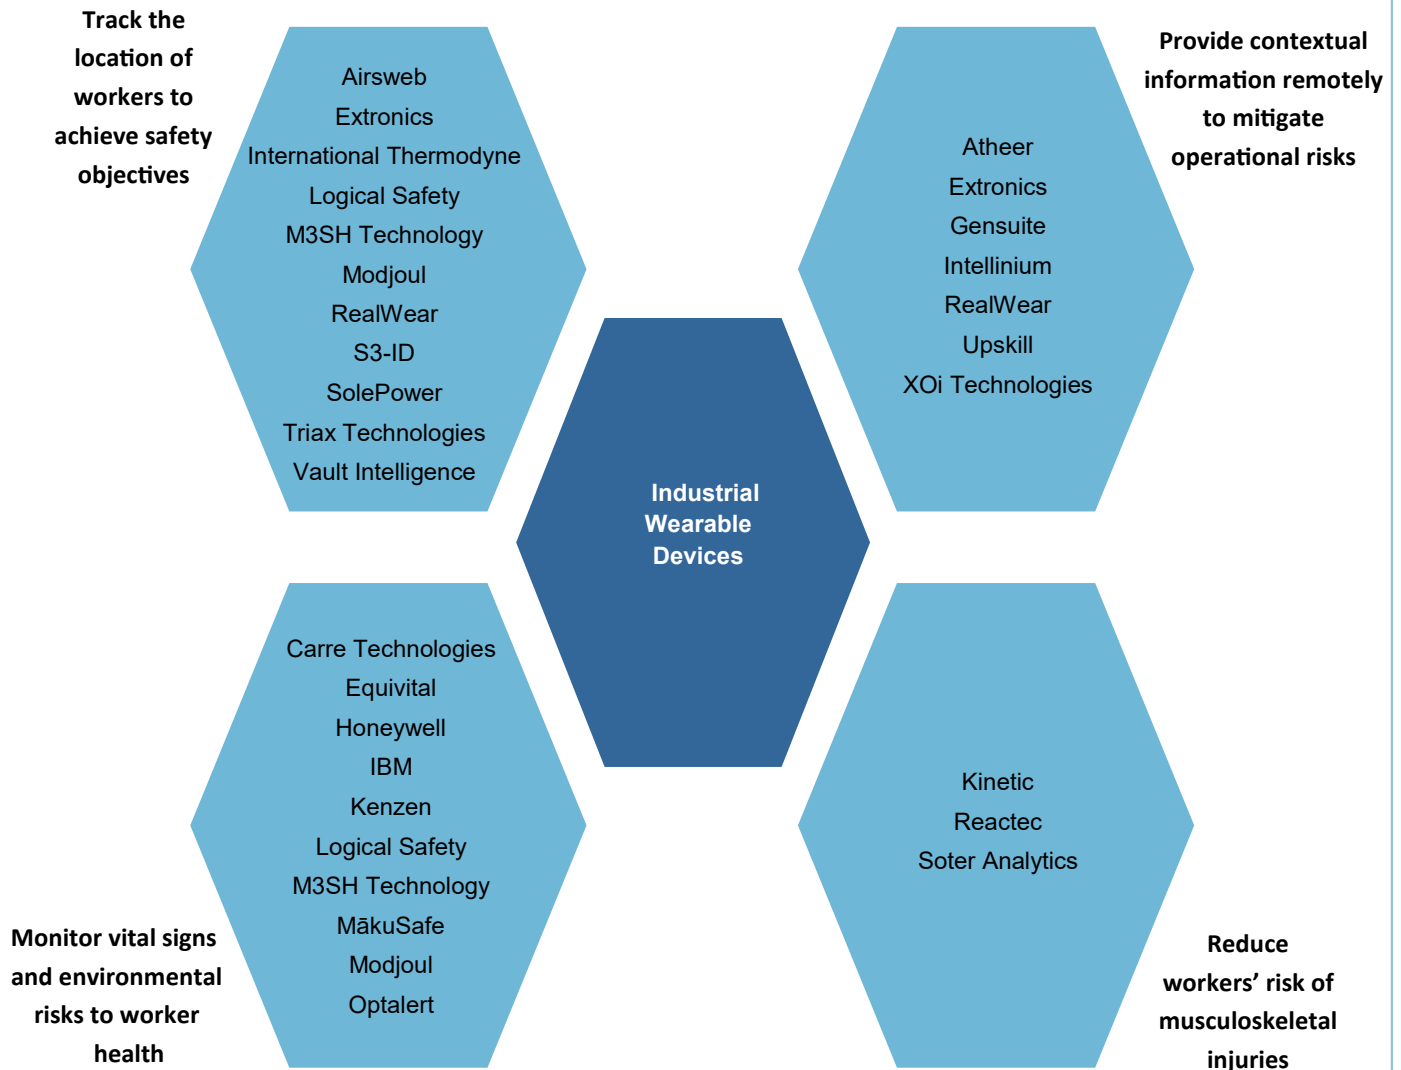 Track the
location of
workers to
achieve safety
objectives
Airsweb
Extronics
International Thermodyne
Logical Safety
M3SH Technology
Modjoul
RealWear
S3-ID
SolePower
Triax Technologies
Vault Intelligence
Provide contextual
information remotely
to mitigate
operational risks
Atheer
Extronics
Gensuite
Intellinium
RealWear
Upskill
XOi Technologies
Industrial
Wearable
Devices
Monitor vital signs
and environmental
risks to worker
health
Carre Technologies
Equivital
Honeywell
IBM
Kenzen
Logical Safety
M3SH Technology
MākuSafe
Modjoul
Optalert
Kinetic
Reactec
Soter Analytics
Reduce
workers’ risk of
musculoskeletal
injuries